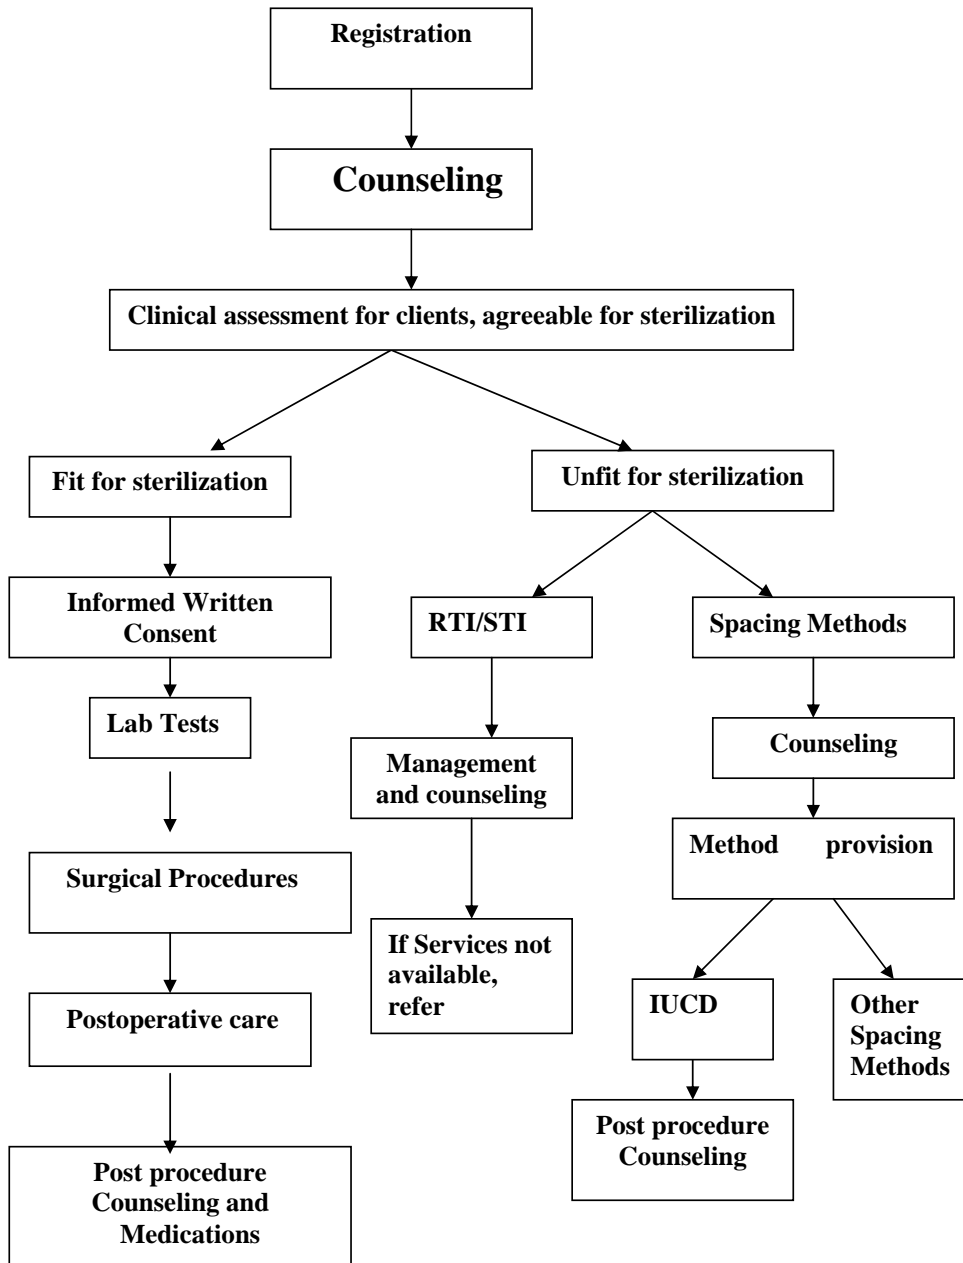 Registration
Counseling
Clinical assessment for clients, agreeable for sterilization
Fit for sterilization
Unfit for sterilization
Informed Written
Consent
RTI/STI
Spacing Methods
Lab Tests
Counseling
Management
and counseling
Method provision
Surgical Procedures
If Services not
available,
refer
IUCD
Other
Spacing
Methods
Postoperative care
Post procedure
Counseling
Post procedure
Counseling and
Medications